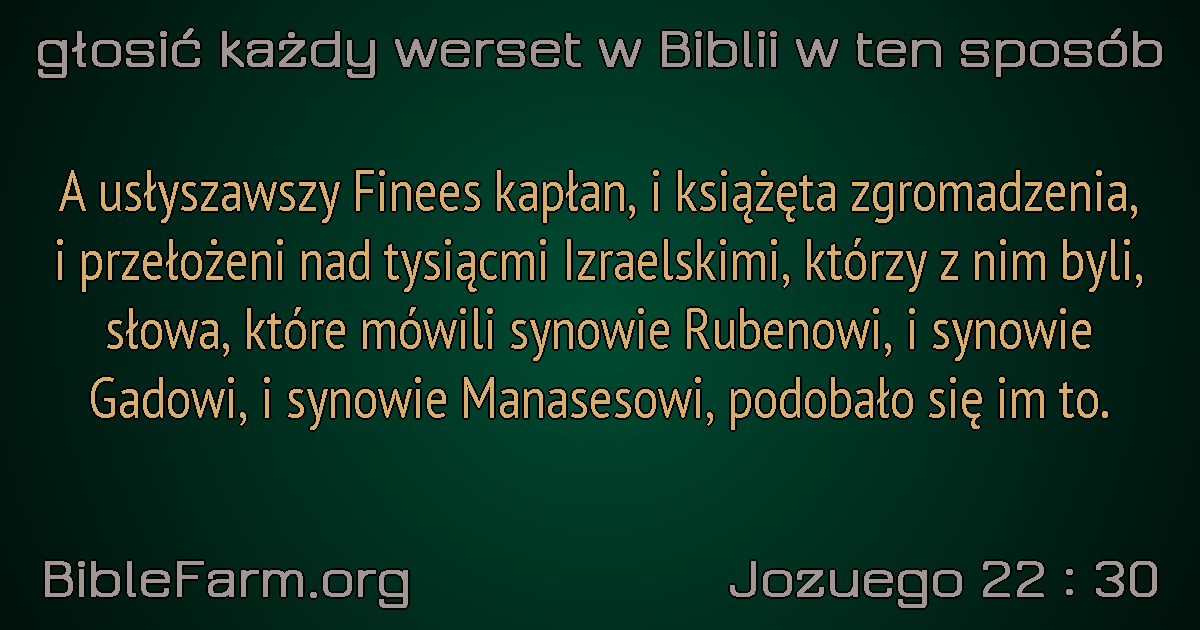 głosić każdy werset w Biblii w ten sposób
A usłyszawszy Finees kapłan, i książęta zgromadzenia,
i przełożeni nad tysiącmi Izraelskimi, którzy z nim byli,
słowa, które mówili synowie Rubenowi, i synowie
Gadowi, i synowie Manasesowi, podobało się im to.
BibleFarm.org
Jozuego 22 : 30